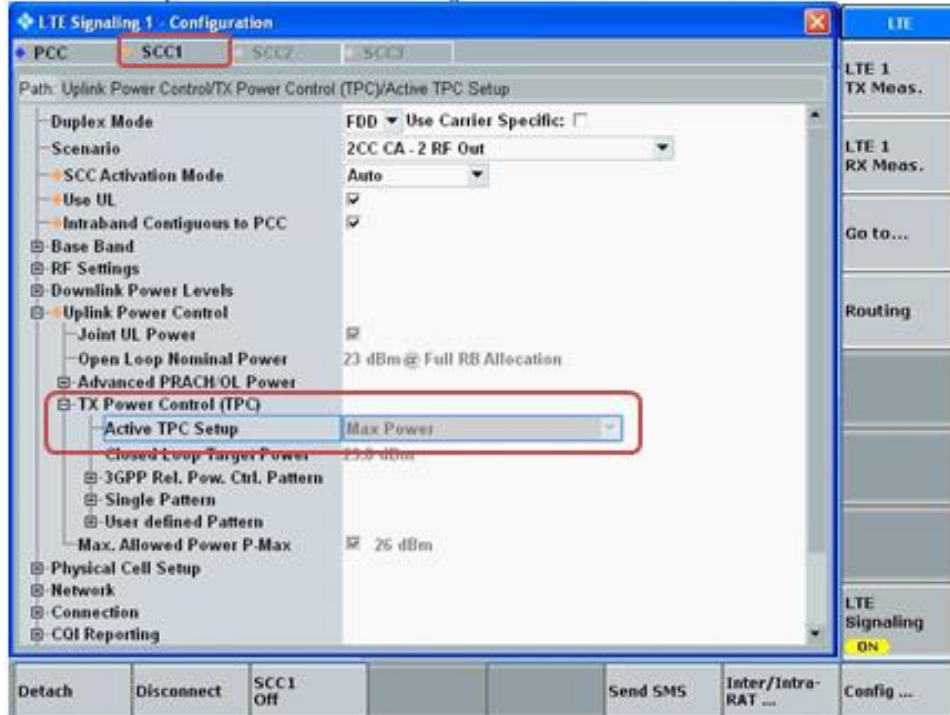 LTE Signaling 1 - Configuration
LTE
PCC SCC1 SCC2 SCC3
Path: Uplink Power Control/TX Power Control (TPC)/Active TPC Setup
LTE 1
TX Meas.
Duplex Mode FDD Use Carrier Specific:
Scenario 2CC CA - 2 RF Out
LTE 1
RX Meas.
SCC Activation Mode Auto
Use UL
Intraband Contiguous to PCC
Go to...
Base Band
RF Settings
Downlink Power Levels
Uplink Power Control
Routing
Joint UL Power
Open Loop Nominal Power 23 dBm@ Full RB Allocation
Advanced PRACH/OL Power
TX Power Control (TPC)
Active TPC Setup Max Power
Closed Loop Target Power 23.0 dBm
3GPP Rel. Pow. Ctrl. Pattern
Single Pattern
User defined Pattern
Max. Allowed Power P-Max 26 dBm
Physical Cell Setup
Network
Connection
CQI Reporting
LTE
Signaling
ON
Detach Disconnect SCC1
Off
Send SMS Inter/Intra-
RAT ...
Config ...